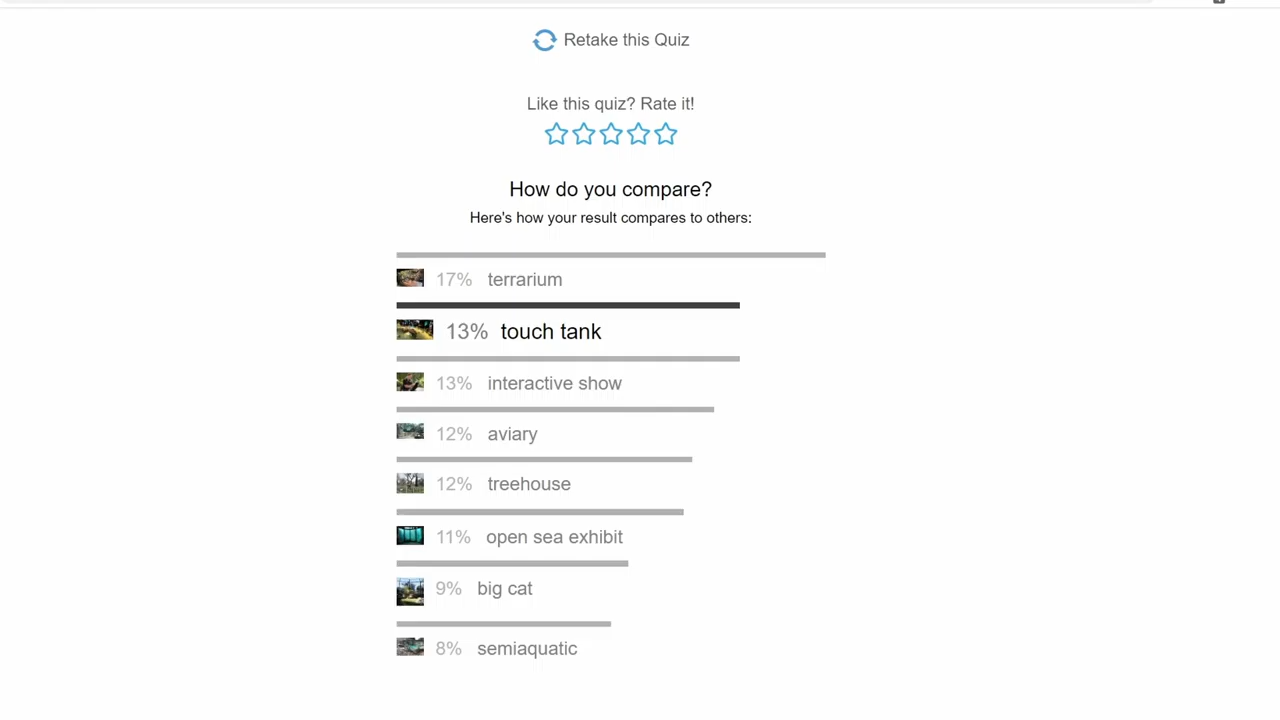 Retake this Quiz
Like this quiz? Rate it!
How do you compare?
Here's how your result compares to others:
17% terrarium
13% touch tank
13% interactive show
12% aviary
12% treehouse
11% open sea exhibit
9% big cat
8% semiaquatic